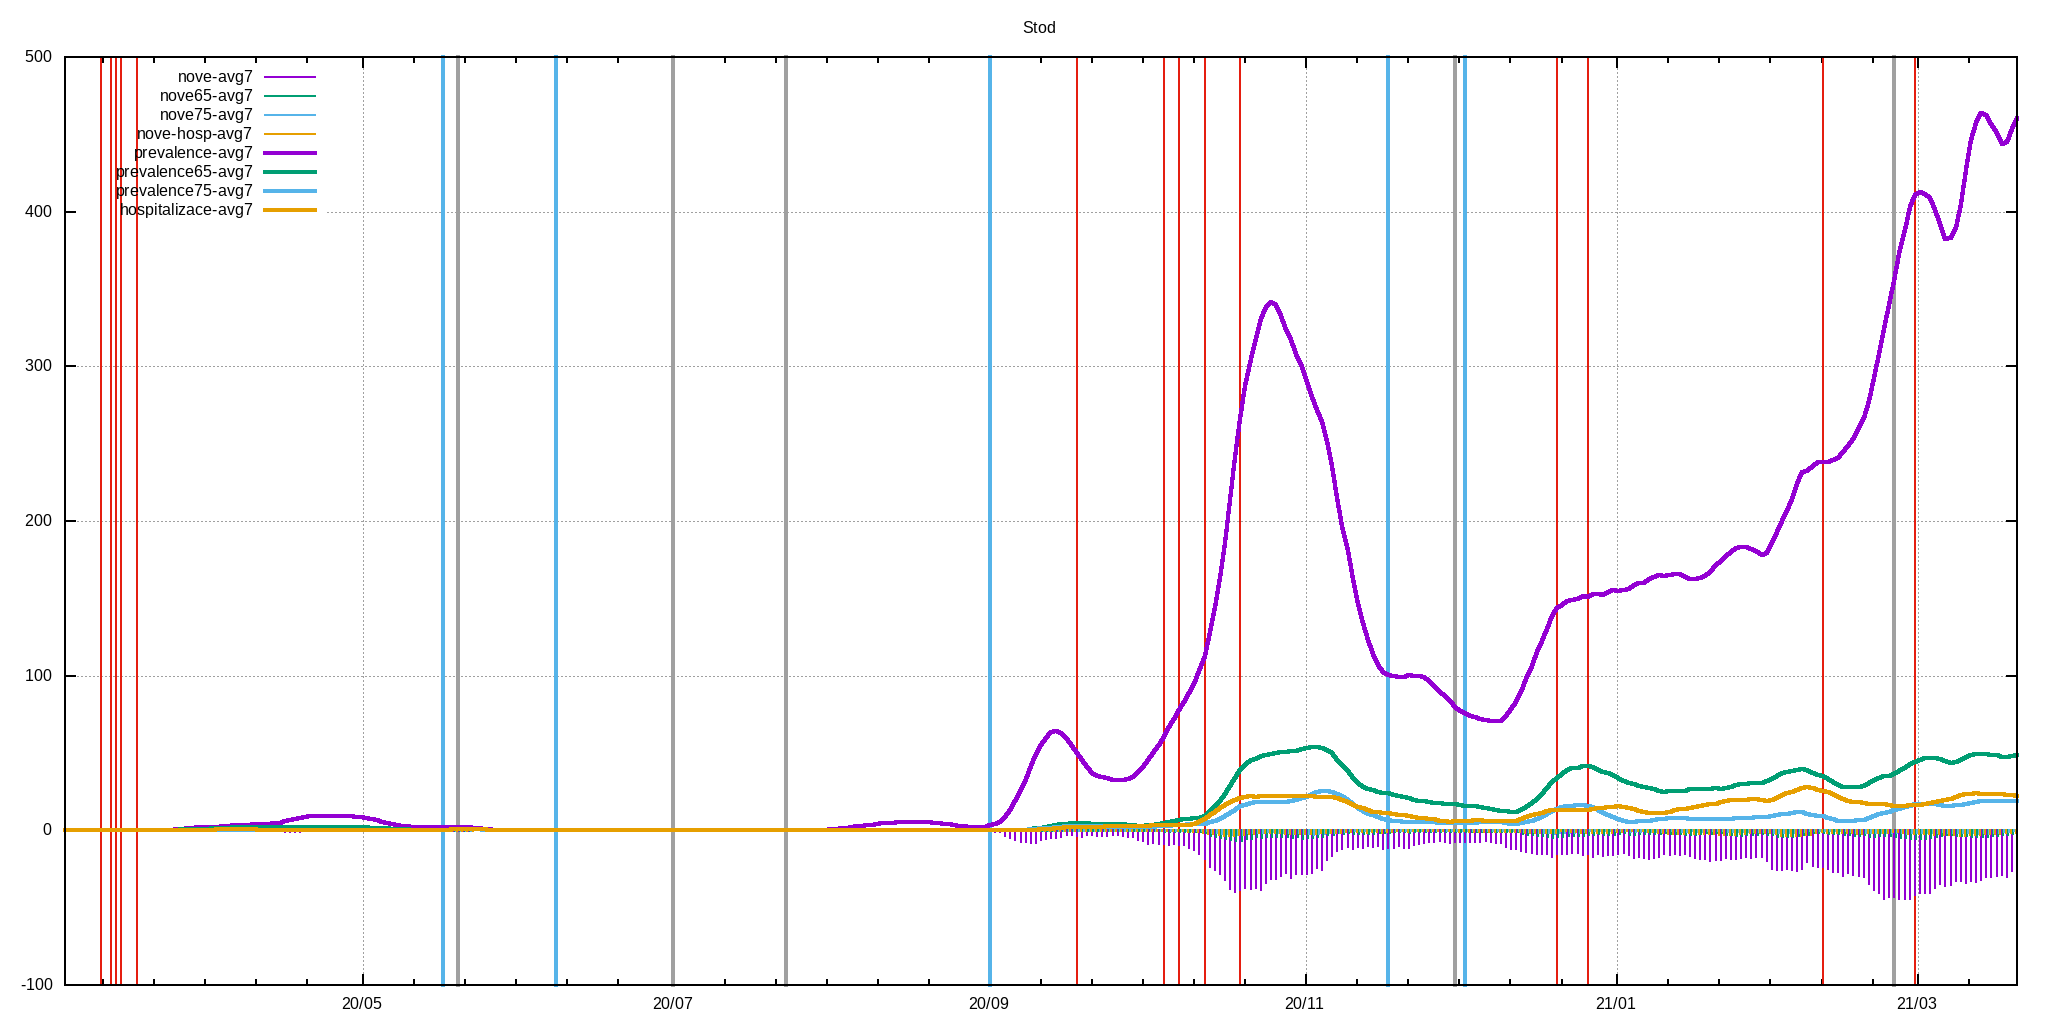 Stod
500
nove-avg7
nove65-avg7
nove75-avg7
nove-hosp-avg7
prevalence-avg7
prevalence65-avg7
prevalence75-avg7
hospitalizace-avg7
400
300
200
100
0
-100
20/05
20/07
20/09
20/11
21/01
21/03